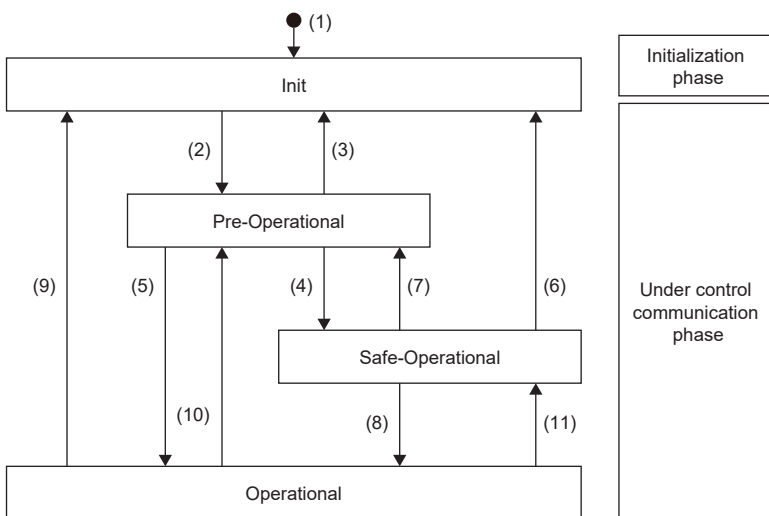 (1)
Initialization
phase
Init
(2)
(3)
Pre-Operational
(9)
(5)
(4)
(7)
(6)
Under control
communication
phase
Safe-Operational
(10)
(8)
(11)
Operational